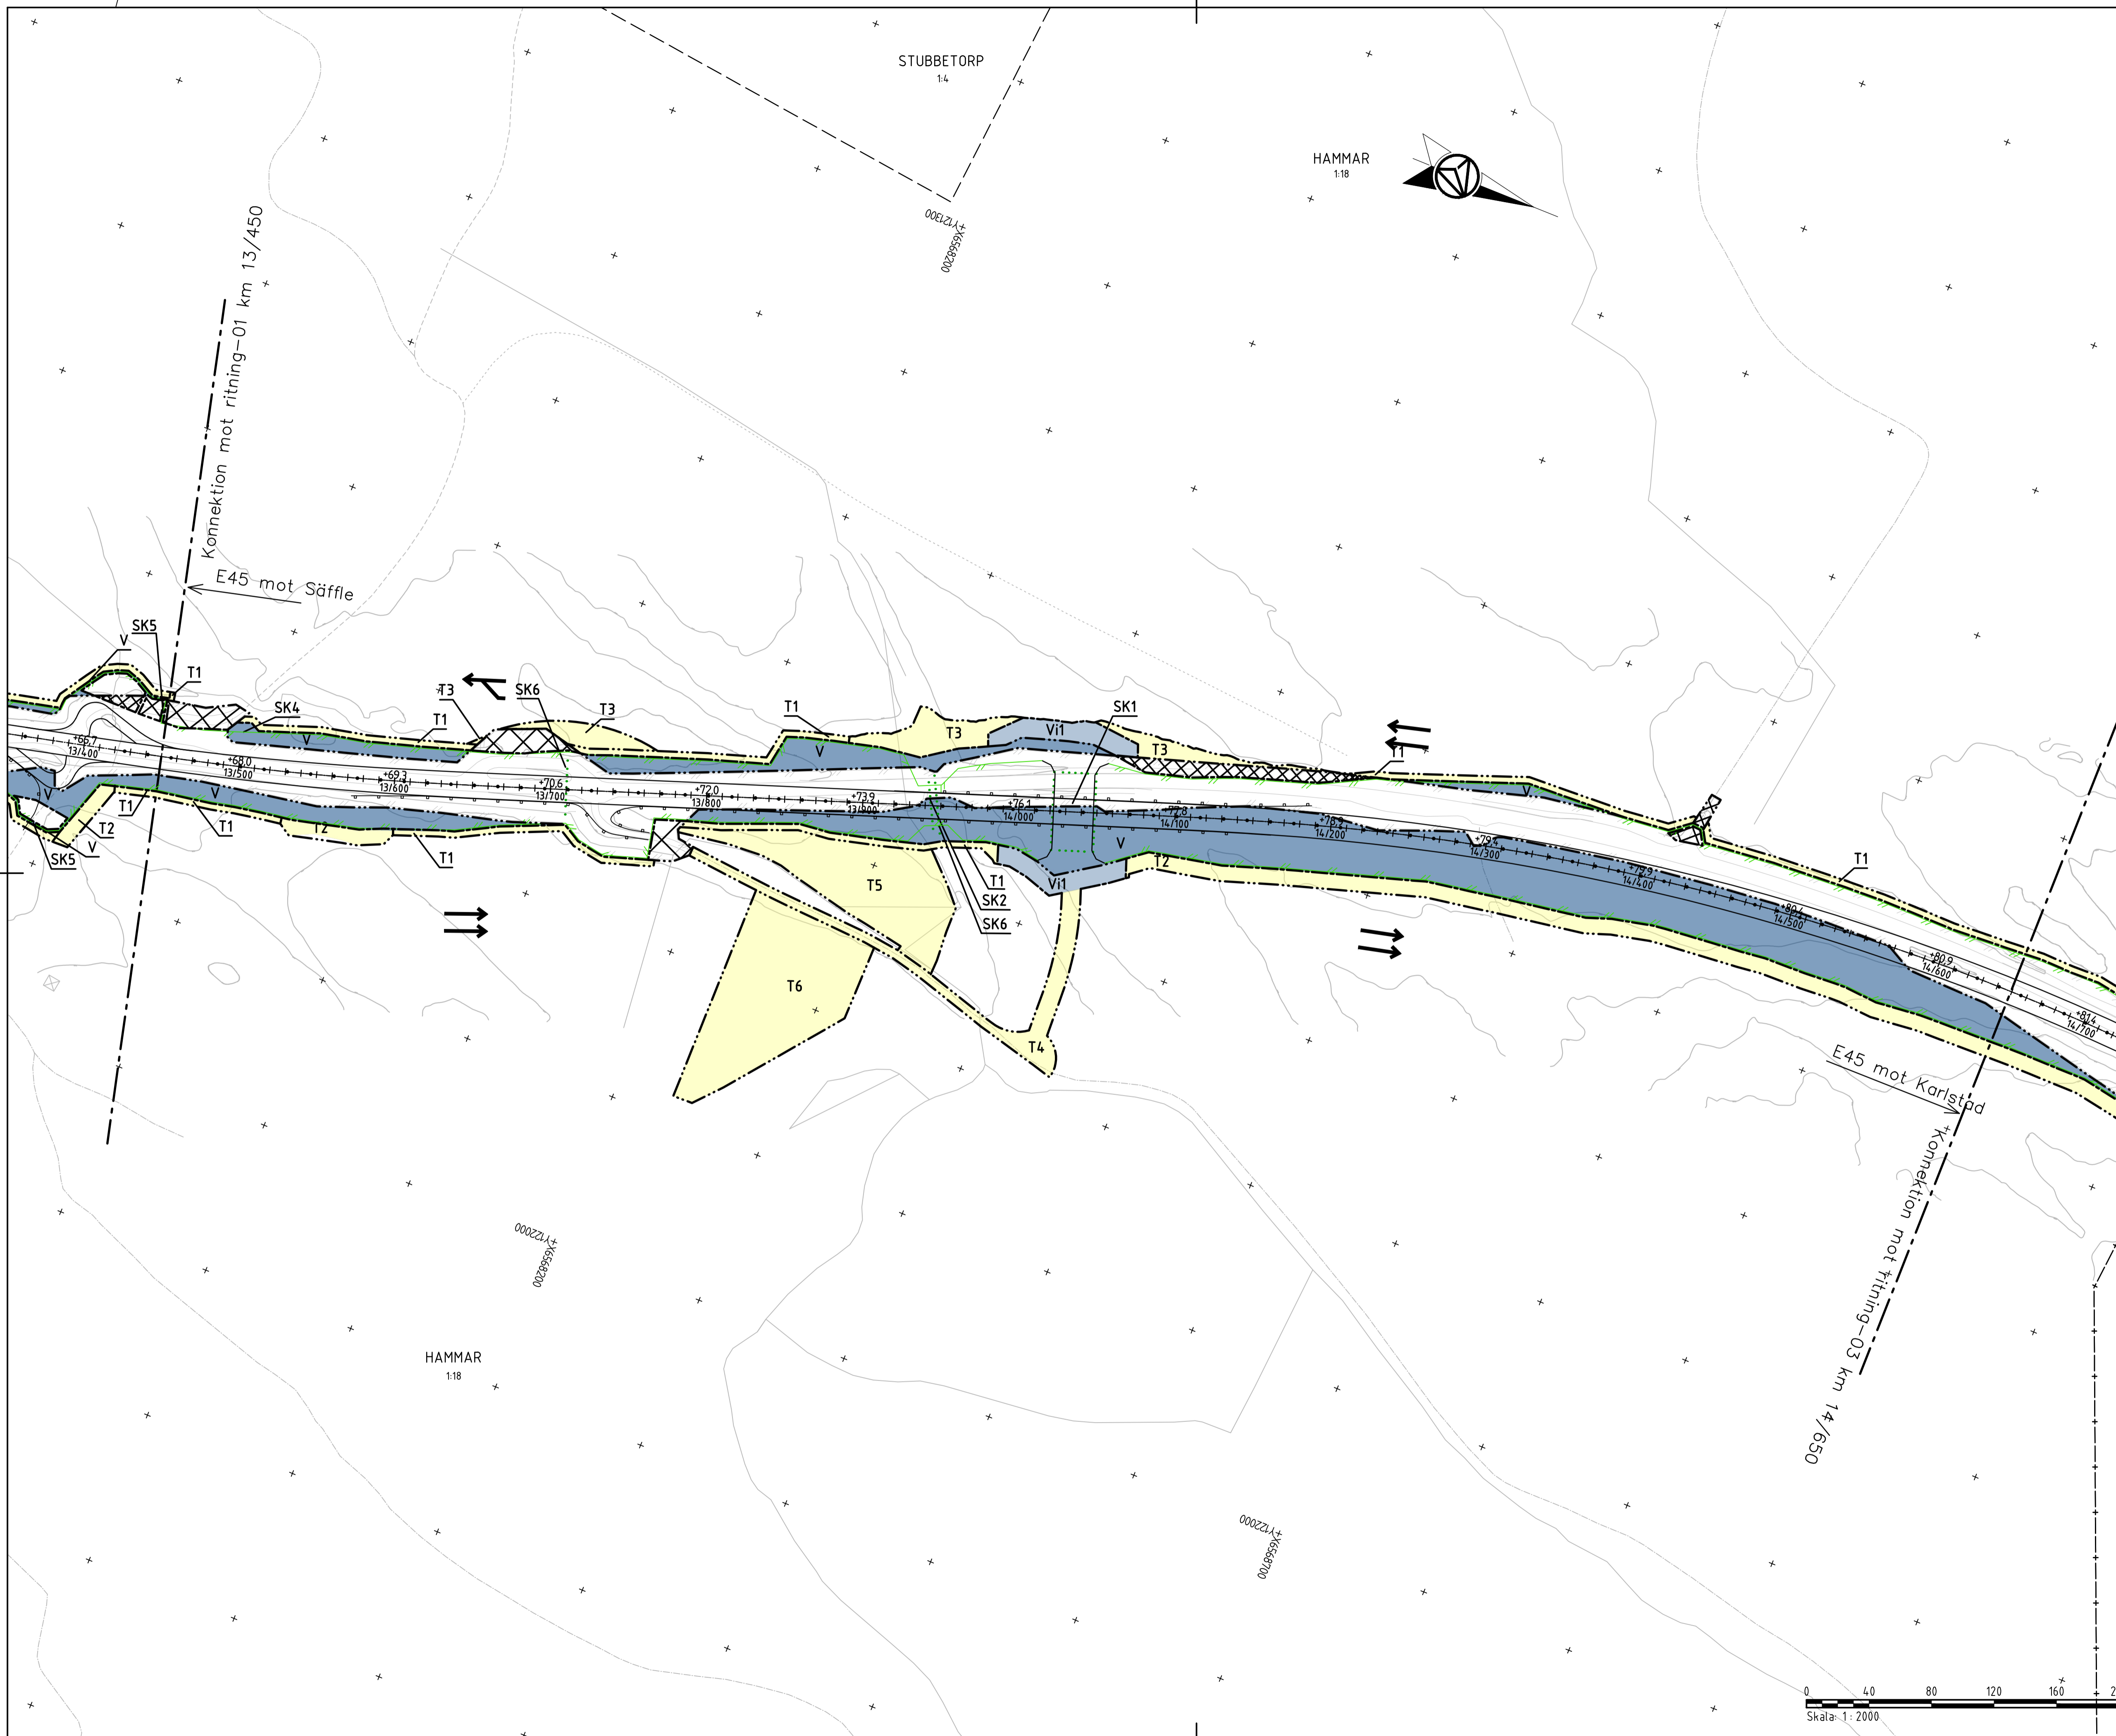 STUBBETORP
1:4
HAMMAR
1:18
+Y121300
+X6568200
Konnektion mot ritning-01 km 13/450
E45 mot Säffle
SK5
V
T1
T3
SK6
T3
SK4
T1
V
T1
V
T3
Vi1
SK1
T3
T1
V
+66.7
13/400
+68.0
13/500
+69.3
13/600
+70.6
13/700
+72.0
13/800
+73.9
13/900
+76.1
14/000
+77.8
14/100
14/200
+79.4
14/300
+79.9
14/400
+80.4
14/500
+80.9
14/600
+81.4
14/700
V
T1
V
T2
V
SK5
T1
T2
T1
V
T2
T1
T5
T1
Vi1
SK2
SK6
T6
T4
E45 mot Karlstad
Konnektion mot ritning-03 km 14/650
+Y122000
+X6568200
HAMMAR
1:18
+Y122000
+X6568700
0 40 80 120 160
Skala: 1:2000